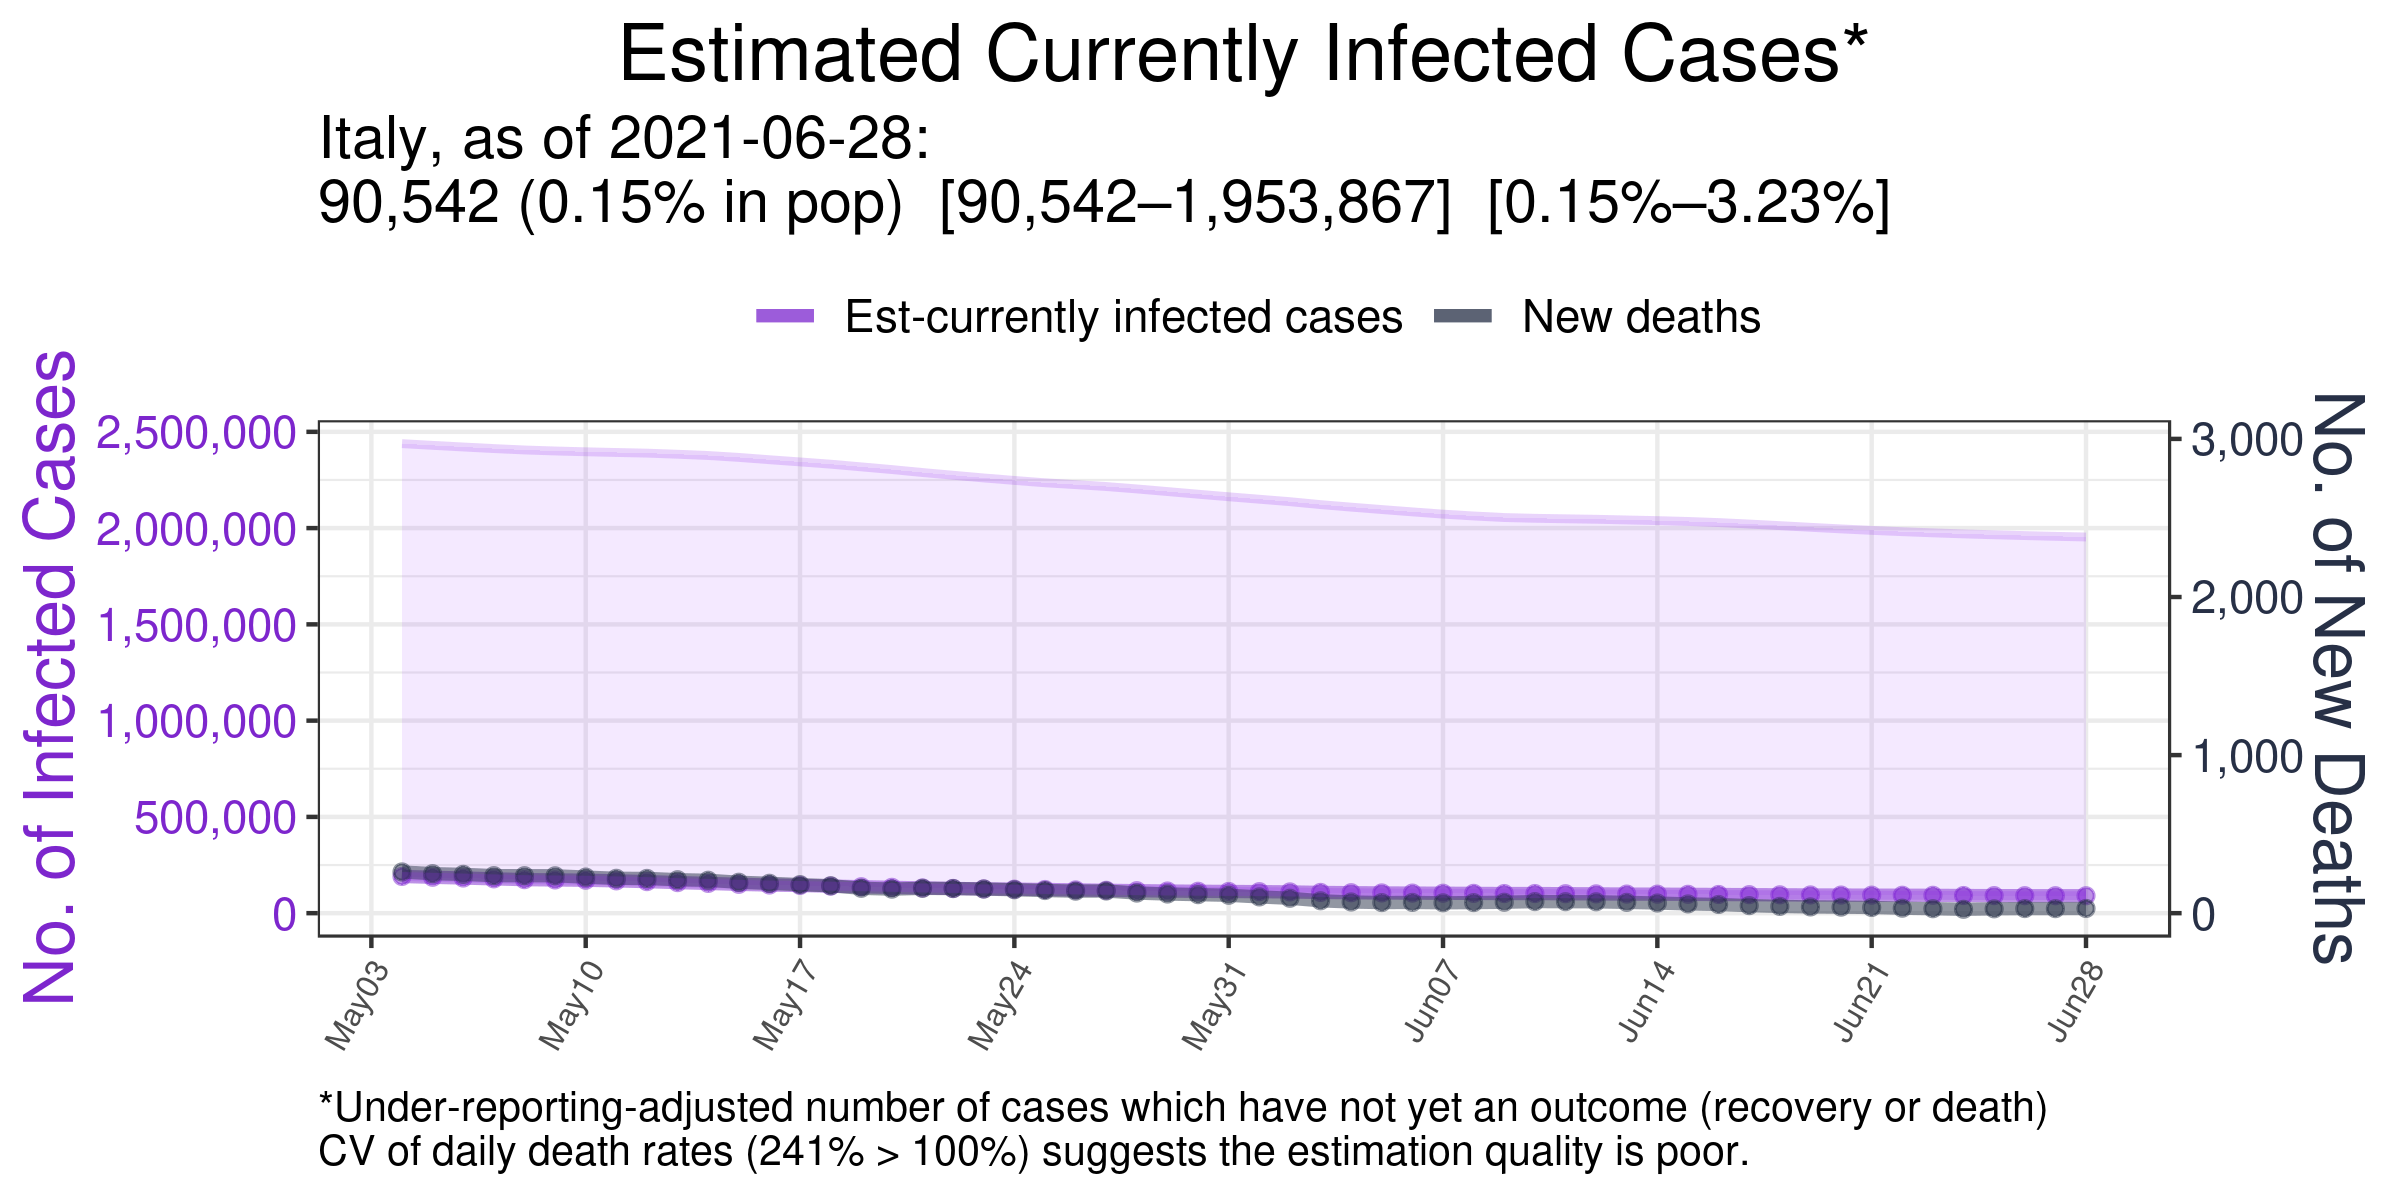 Estimated Currently Infected Cases*
Italy, as of 2021-06-28:
90,542 (0.15% in pop)  [90,542–1,953,867]  [0.15%–3.23%]
Est-currently infected cases
New deaths
No. of Infected Cases
2,500,000
2,000,000
1,500,000
1,000,000
500,000
0
3,000
2,000
1,000
0
No. of New Deaths
May03
May10
May17
May24
May31
Jun07
Jun14
Jun21
Jun28
*Under-reporting-adjusted number of cases which have not yet an outcome (recovery or death)
CV of daily death rates (241% > 100%) suggests the estimation quality is poor.